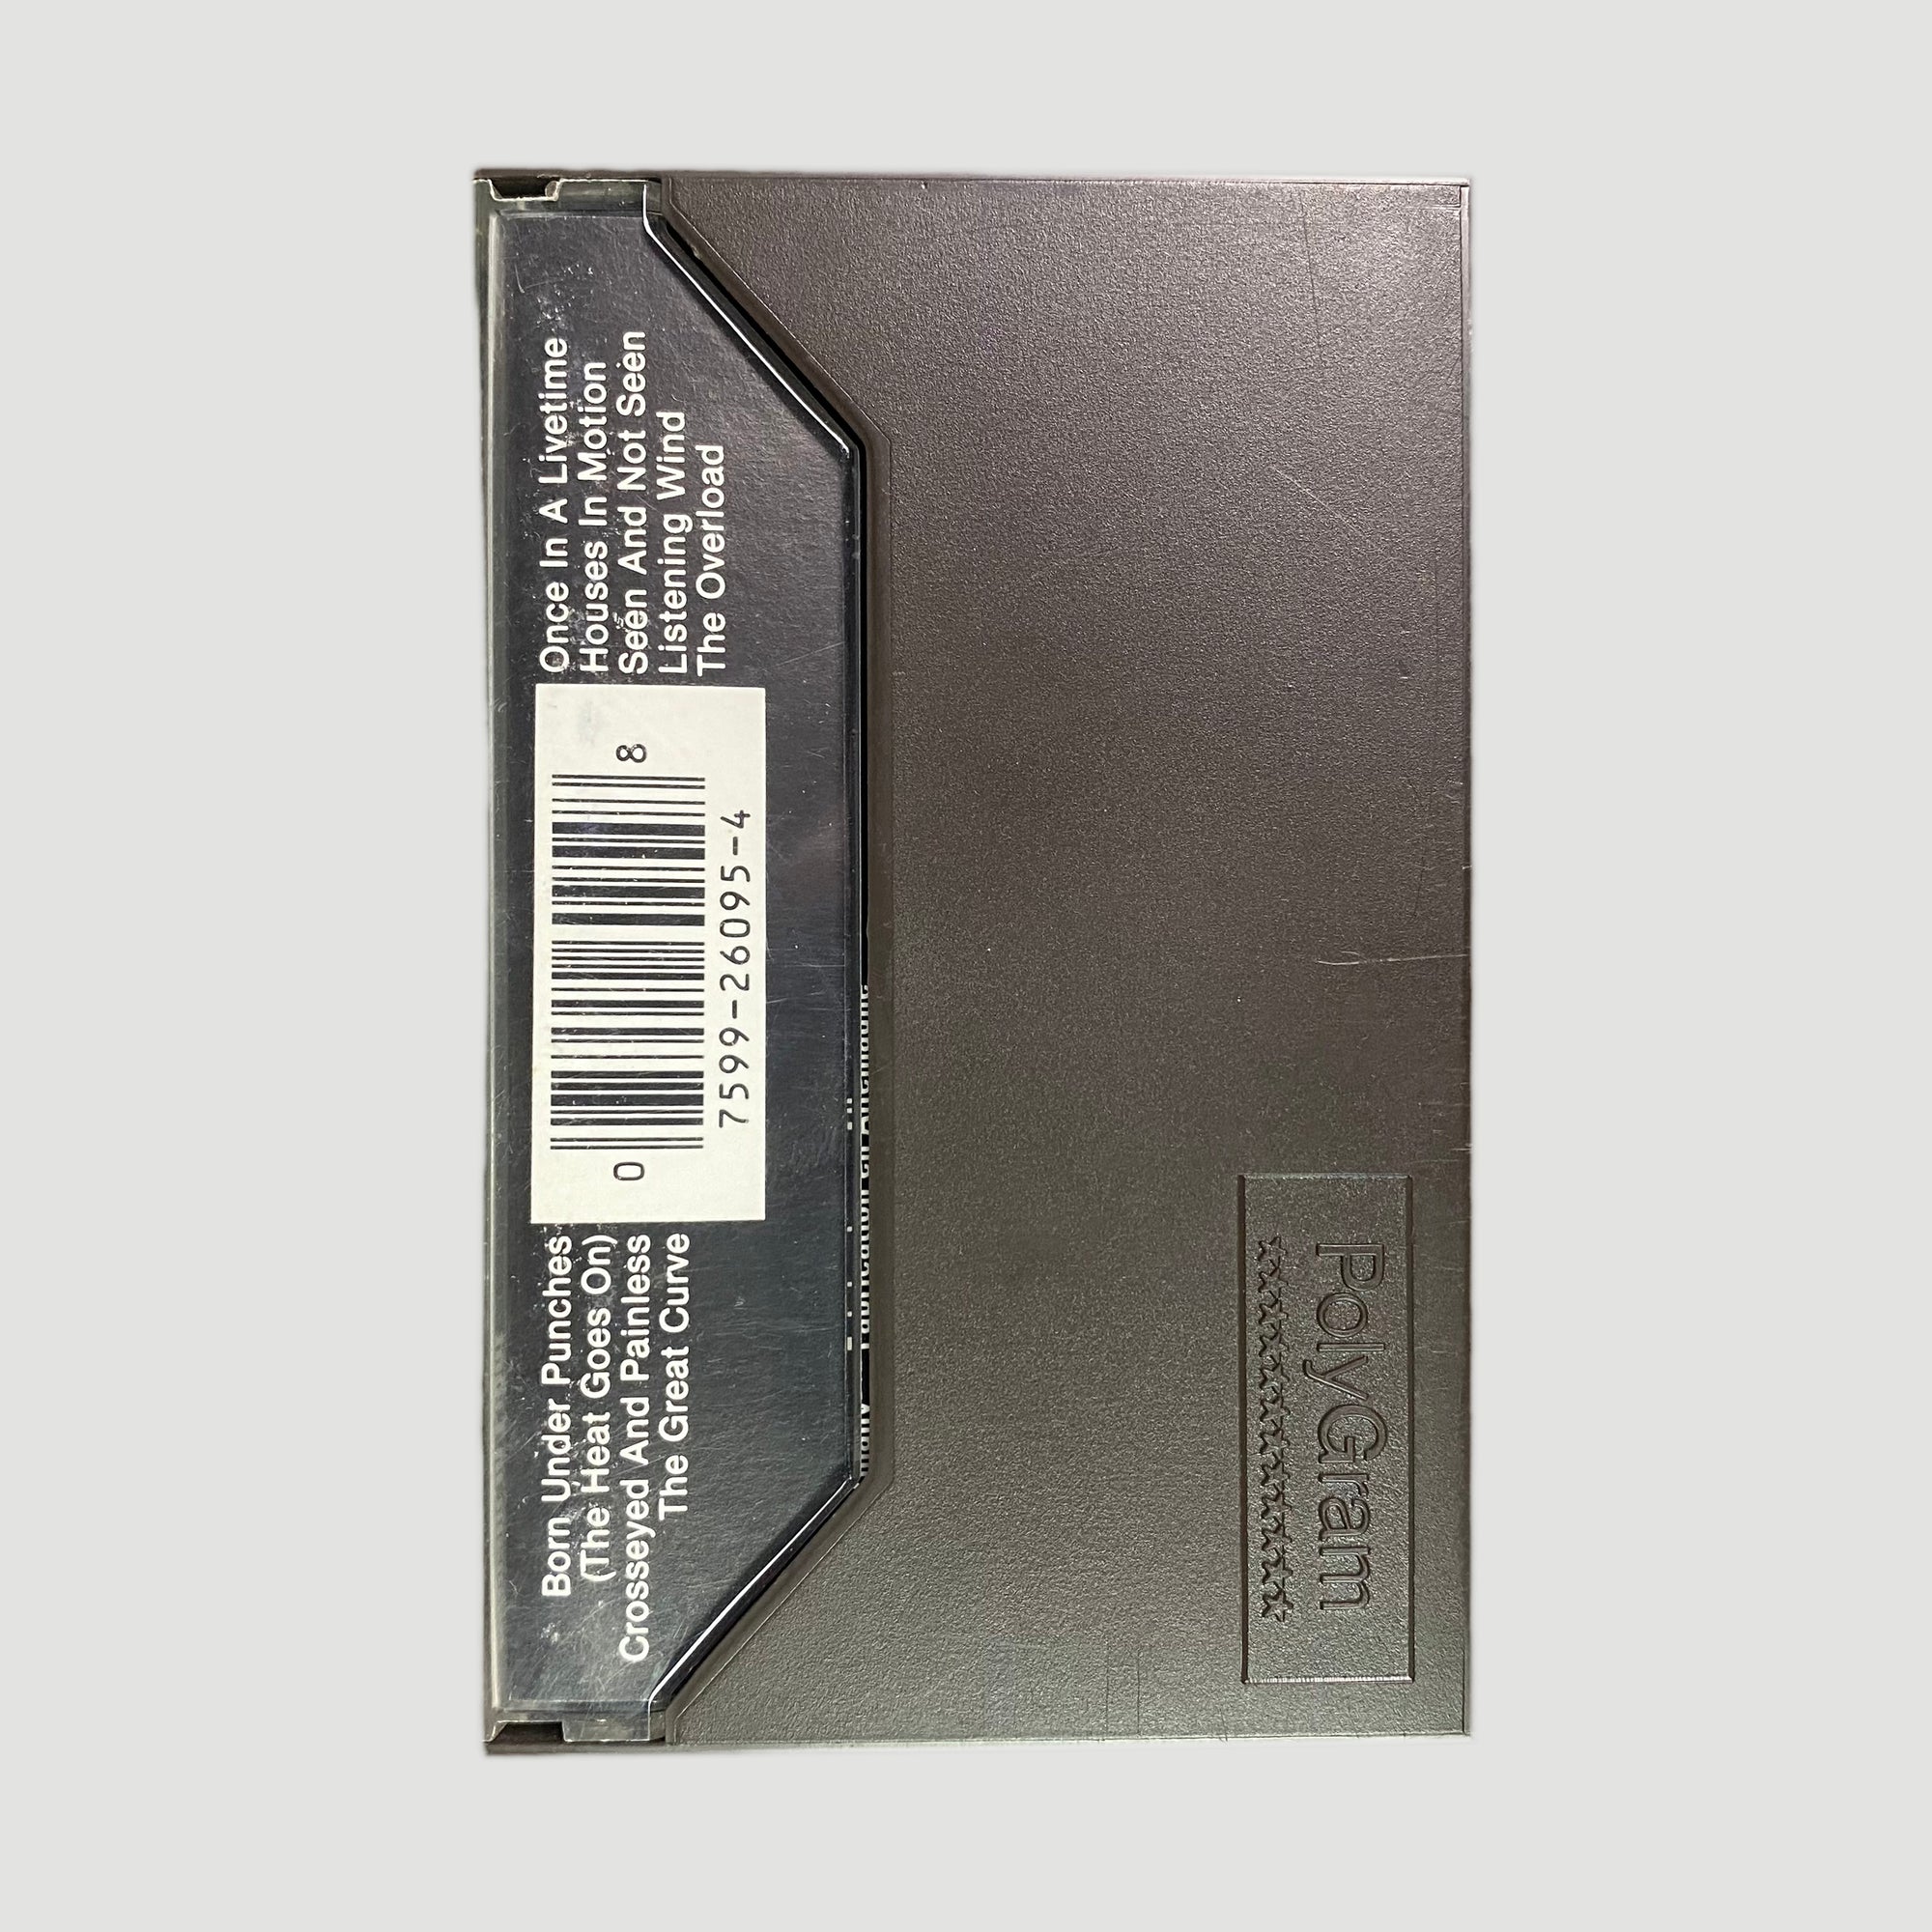 Born Under Punches
(The Heat Goes On)
Crosseyed And Painless
The Great Curve
0
7599-26095-4
8
Once In A Livetime
Houses In Motion
Seen And Not Seen
Listening Wind
The Overload
PolyGram